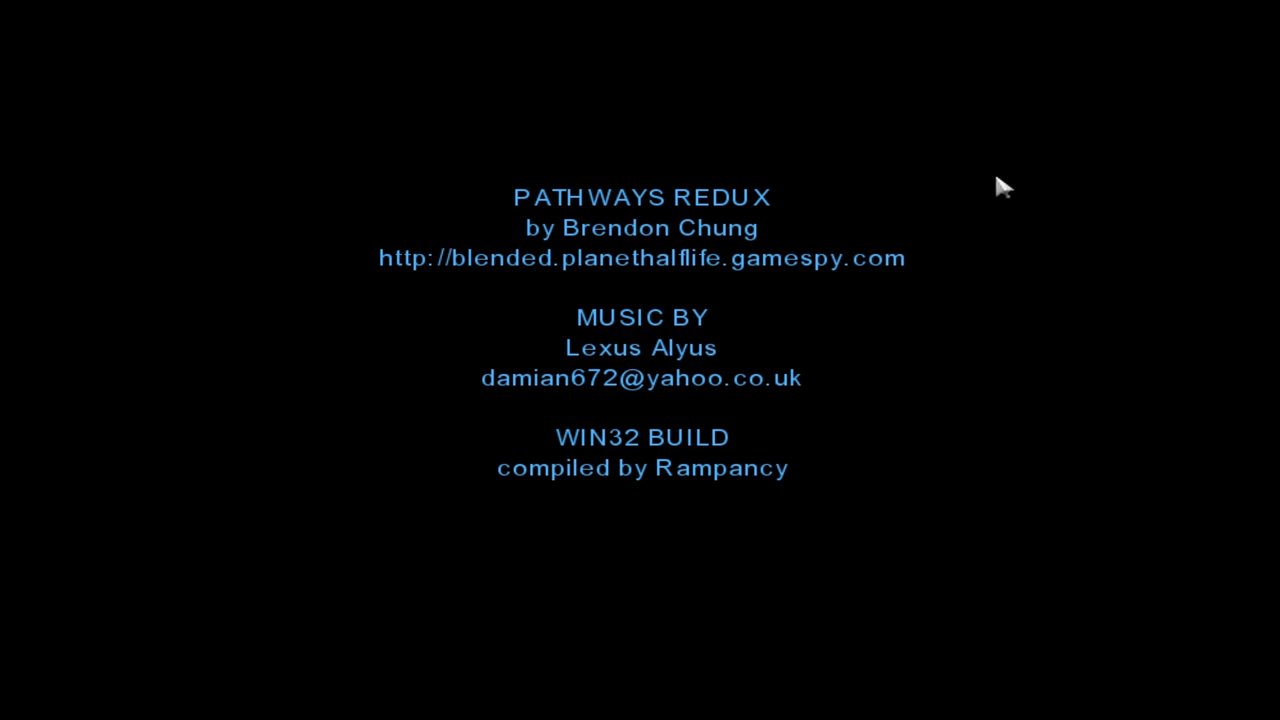 PATHWAYS REDUX
by Brendon Chung
http://blended.planethalflife.gamespy.com
MUSIC BY
Lexus Alyus
damian672@yahoo.co.uk
WIN32 BUILD
compiled by Rampancy